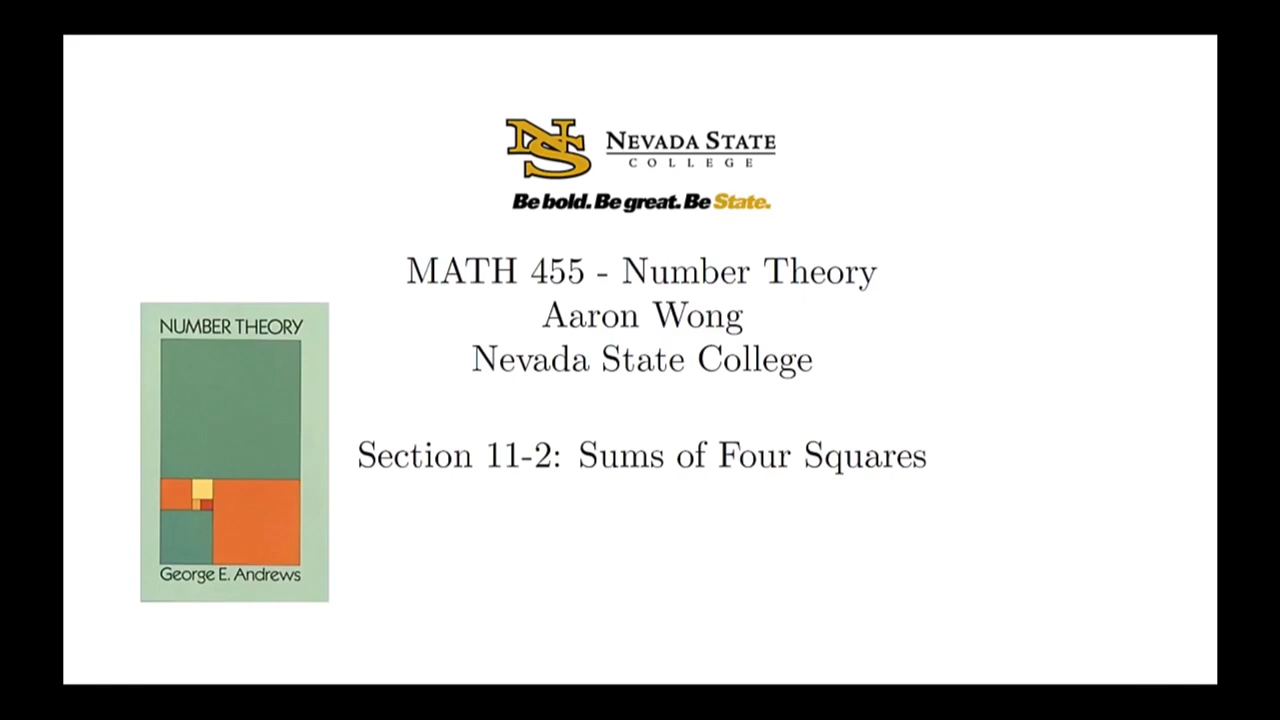 NS
NEVADA STATE
COLLEGE
Be bold. Be great. Be State.
MATH 455 - Number Theory
Aaron Wong
Nevada State College
Section 11-2: Sums of Four Squares
NUMBER THEORY
George E. Andrews